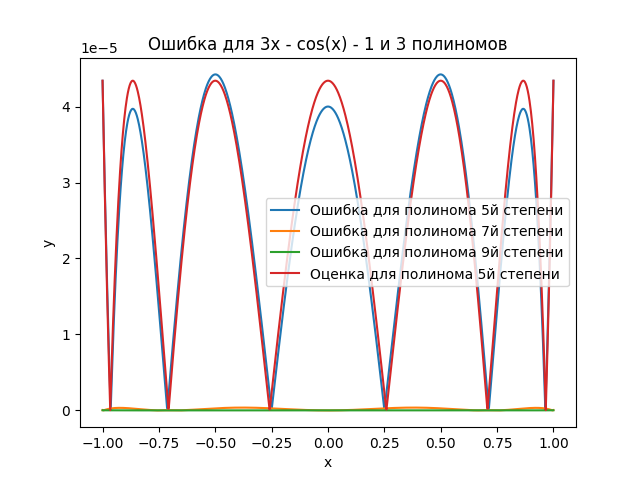 Ошибка для 3x - cos(x) - 1 и 3 полиномов
1e−5
4
3
2
1
0
y
Ошибка для полинома 5й степени
Ошибка для полинома 7й степени
Ошибка для полинома 9й степени
Оценка для полинома 5й степени
−1.00 −0.75 −0.50 −0.25 0.00 0.25 0.50 0.75 1.00
x